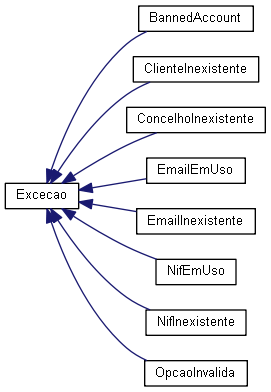 BannedAccount
ClienteInexistente
ConcelhoInexistente
EmailEmUso
Excecao
EmailInexistente
NifEmUso
NifInexistente
OpcaoInvalida